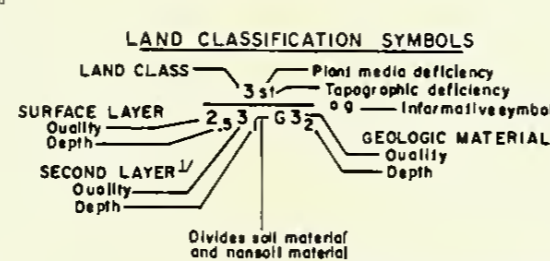 LAND CLASSIFICATION SYMBOLS
LAND CLASS
3 st
Plant media deficiency
Topographic deficiency
og
Informative symbol
SURFACE LAYER
Quality
Depth
2.5 3 G 3 2
GEOLOGIC MATERIAL
Quality
Depth
SECOND LAYER 1/
Quality
Depth
Divides soil material
and nonsoil material